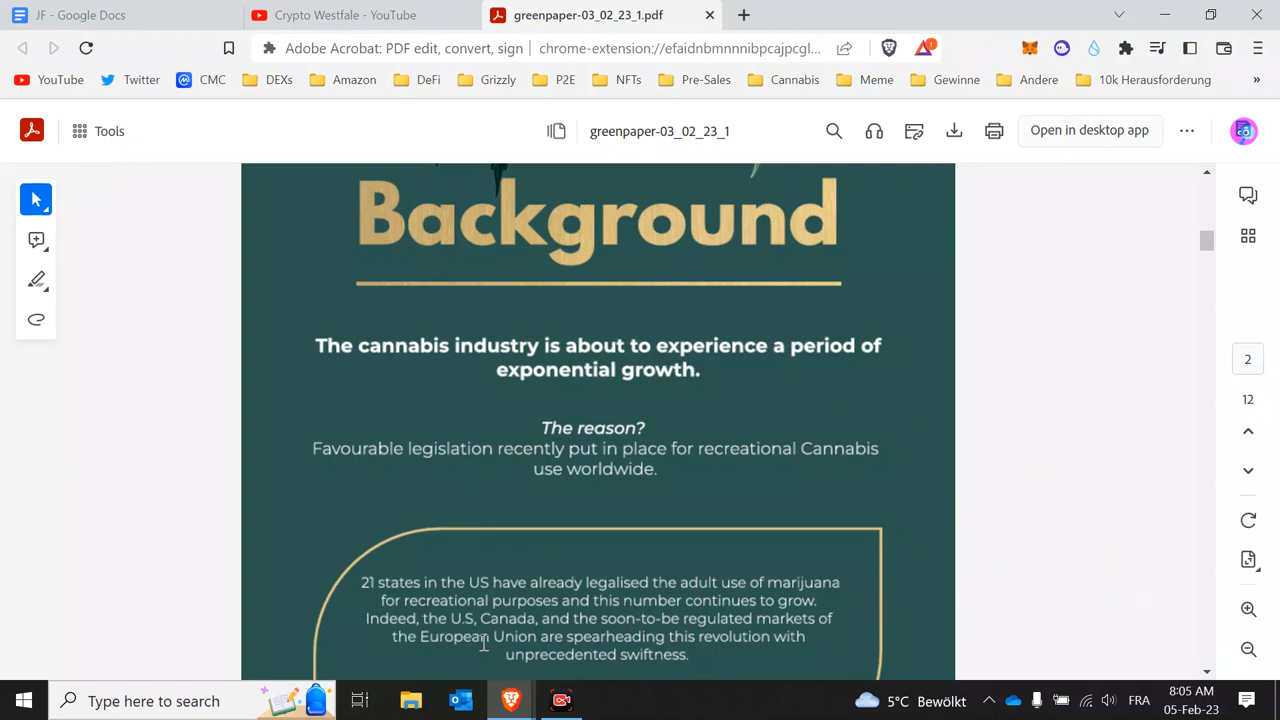 JF - Google Docs
Crypto Westfale - YouTube
greenpaper-03_02_23_1.pdf
Adobe Acrobat: PDF edit, convert, sign
chrome-extension://efaidnbmnnnibpcajpcgl...
1
YouTube
Twitter
CMC
DEXs
Amazon
DeFi
Grizzly
P2E
NFTs
Pre-Sales
Cannabis
Meme
Gewinne
Andere
10k Herausforderung
»
Tools
greenpaper-03_02_23_1
Open in desktop app
Background
The cannabis industry is about to experience a period of
exponential growth.
The reason?
Favourable legislation recently put in place for recreational Cannabis
use worldwide.
21 states in the US have already legalised the adult use of marijuana
for recreational purposes and this number continues to grow.
Indeed, the U.S, Canada, and the soon-to-be regulated markets of
the European Union are spearheading this revolution with
unprecedented swiftness.
2
12
Type here to search
5°C Bewölkt
FRA
8:05 AM
05-Feb-23